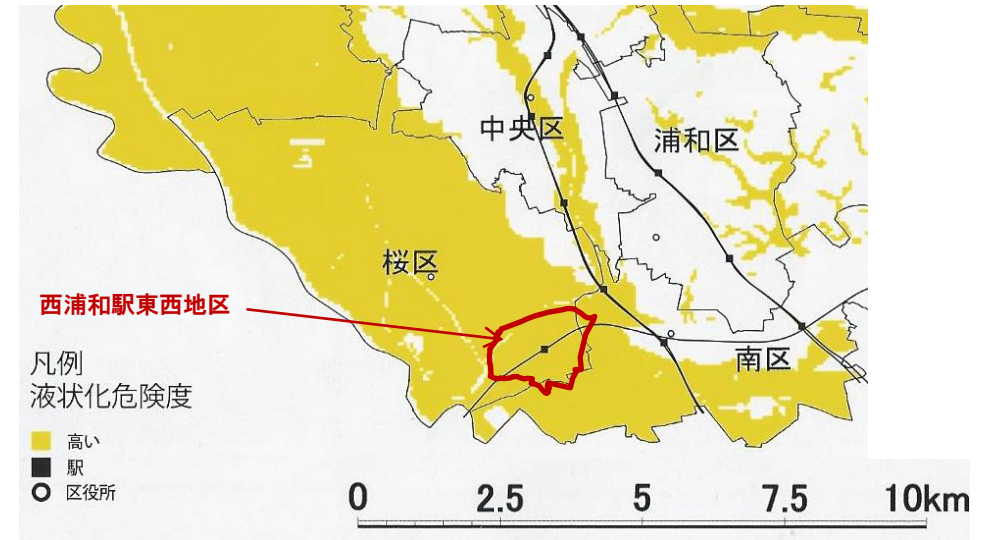 中央区
浦和区
桜区
西浦和駅東西地区
南区
凡例
液状化危険度
高い
駅
区役所
0 2.5 5 7.5 10km